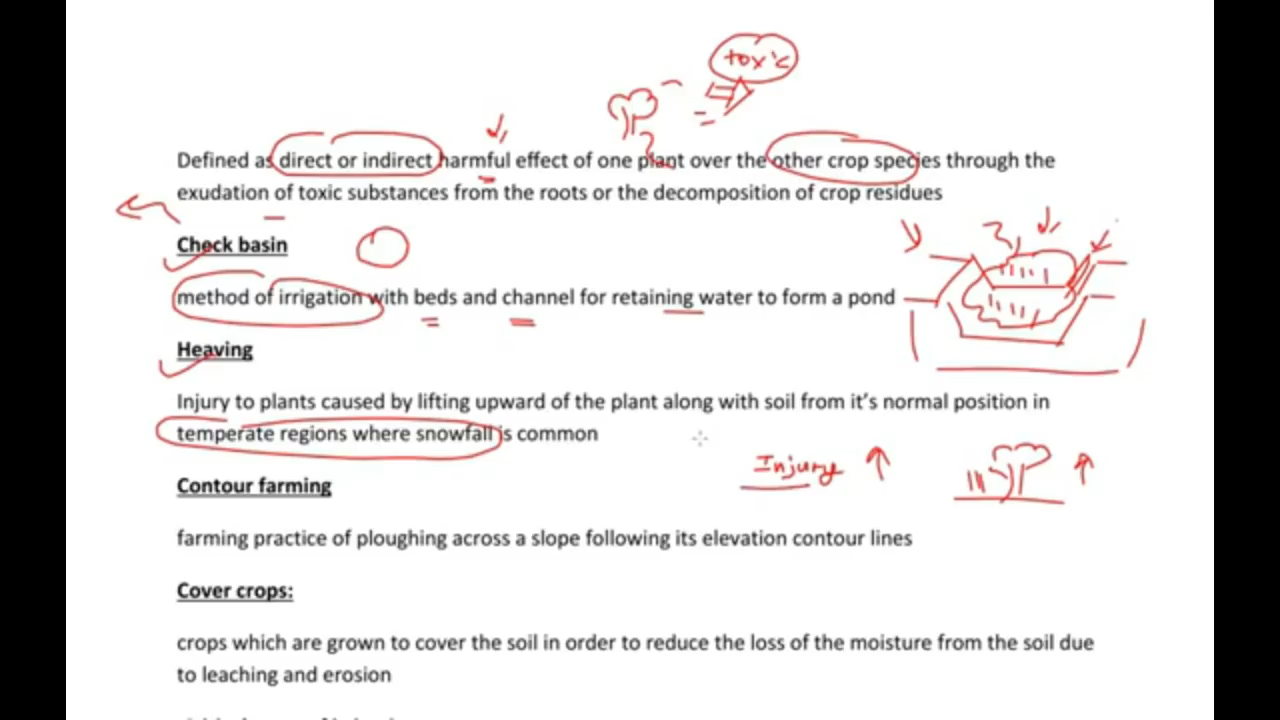 toxic
Defined as direct or indirect harmful effect of one plant over the other crop species through the
exudation of toxic substances from the roots or the decomposition of crop residues
Check basin
method of irrigation with beds and channel for retaining water to form a pond
Heaving
Injury to plants caused by lifting upward of the plant along with soil from it's normal position in
temperate regions where snowfall is common
Injury
Contour farming
farming practice of ploughing across a slope following its elevation contour lines
Cover crops:
crops which are grown to cover the soil in order to reduce the loss of the moisture from the soil due
to leaching and erosion